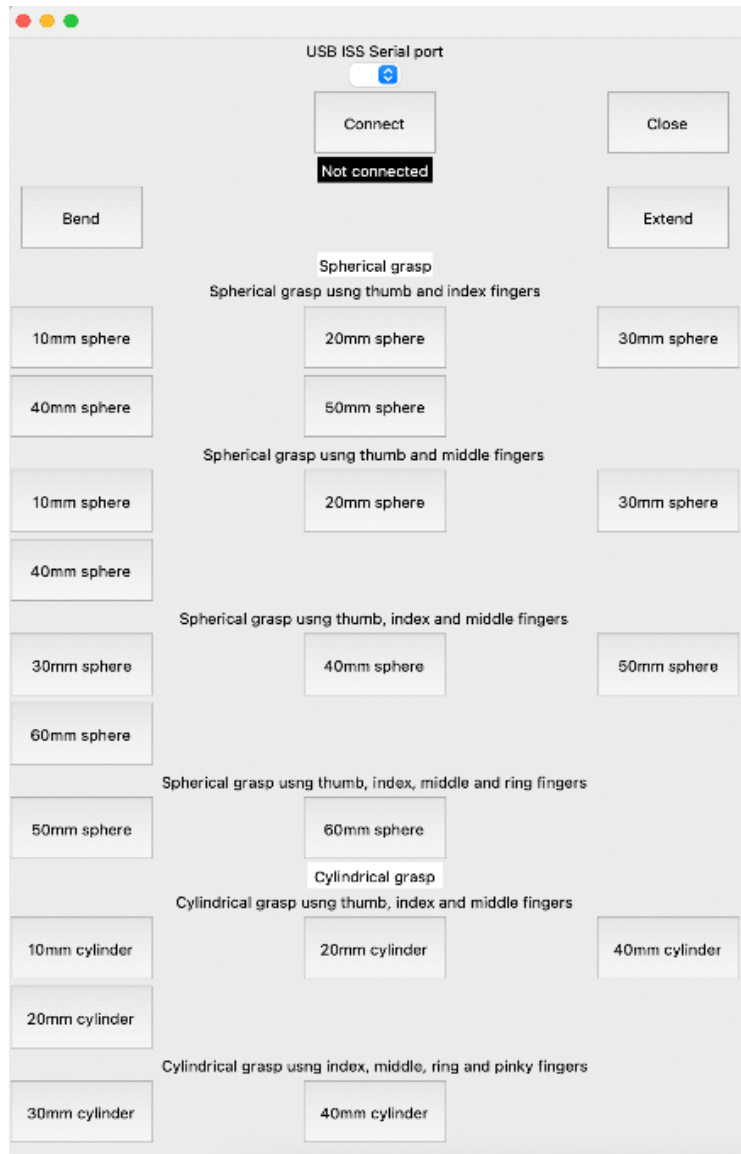 USB ISS Serial port
Connect Close
Not connected
Bend Extend
Spherical grasp
Spherical grasp usng thumb and index fingers
10mm sphere 20mm sphere 30mm sphere
40mm sphere 50mm sphere
Spherical grasp usng thumb and middle fingers
10mm sphere 20mm sphere 30mm sphere
40mm sphere
Spherical grasp usng thumb, index and middle fingers
30mm sphere 40mm sphere 50mm sphere
60mm sphere
Spherical grasp usng thumb, index, middle and ring fingers
50mm sphere 60mm sphere
Cylindrical grasp
Cylindrical grasp usng thumb, index and middle fingers
10mm cylinder 20mm cylinder 40mm cylinder
20mm cylinder
Cylindrical grasp usng index, middle, ring and pinky fingers
30mm cylinder 40mm cylinder